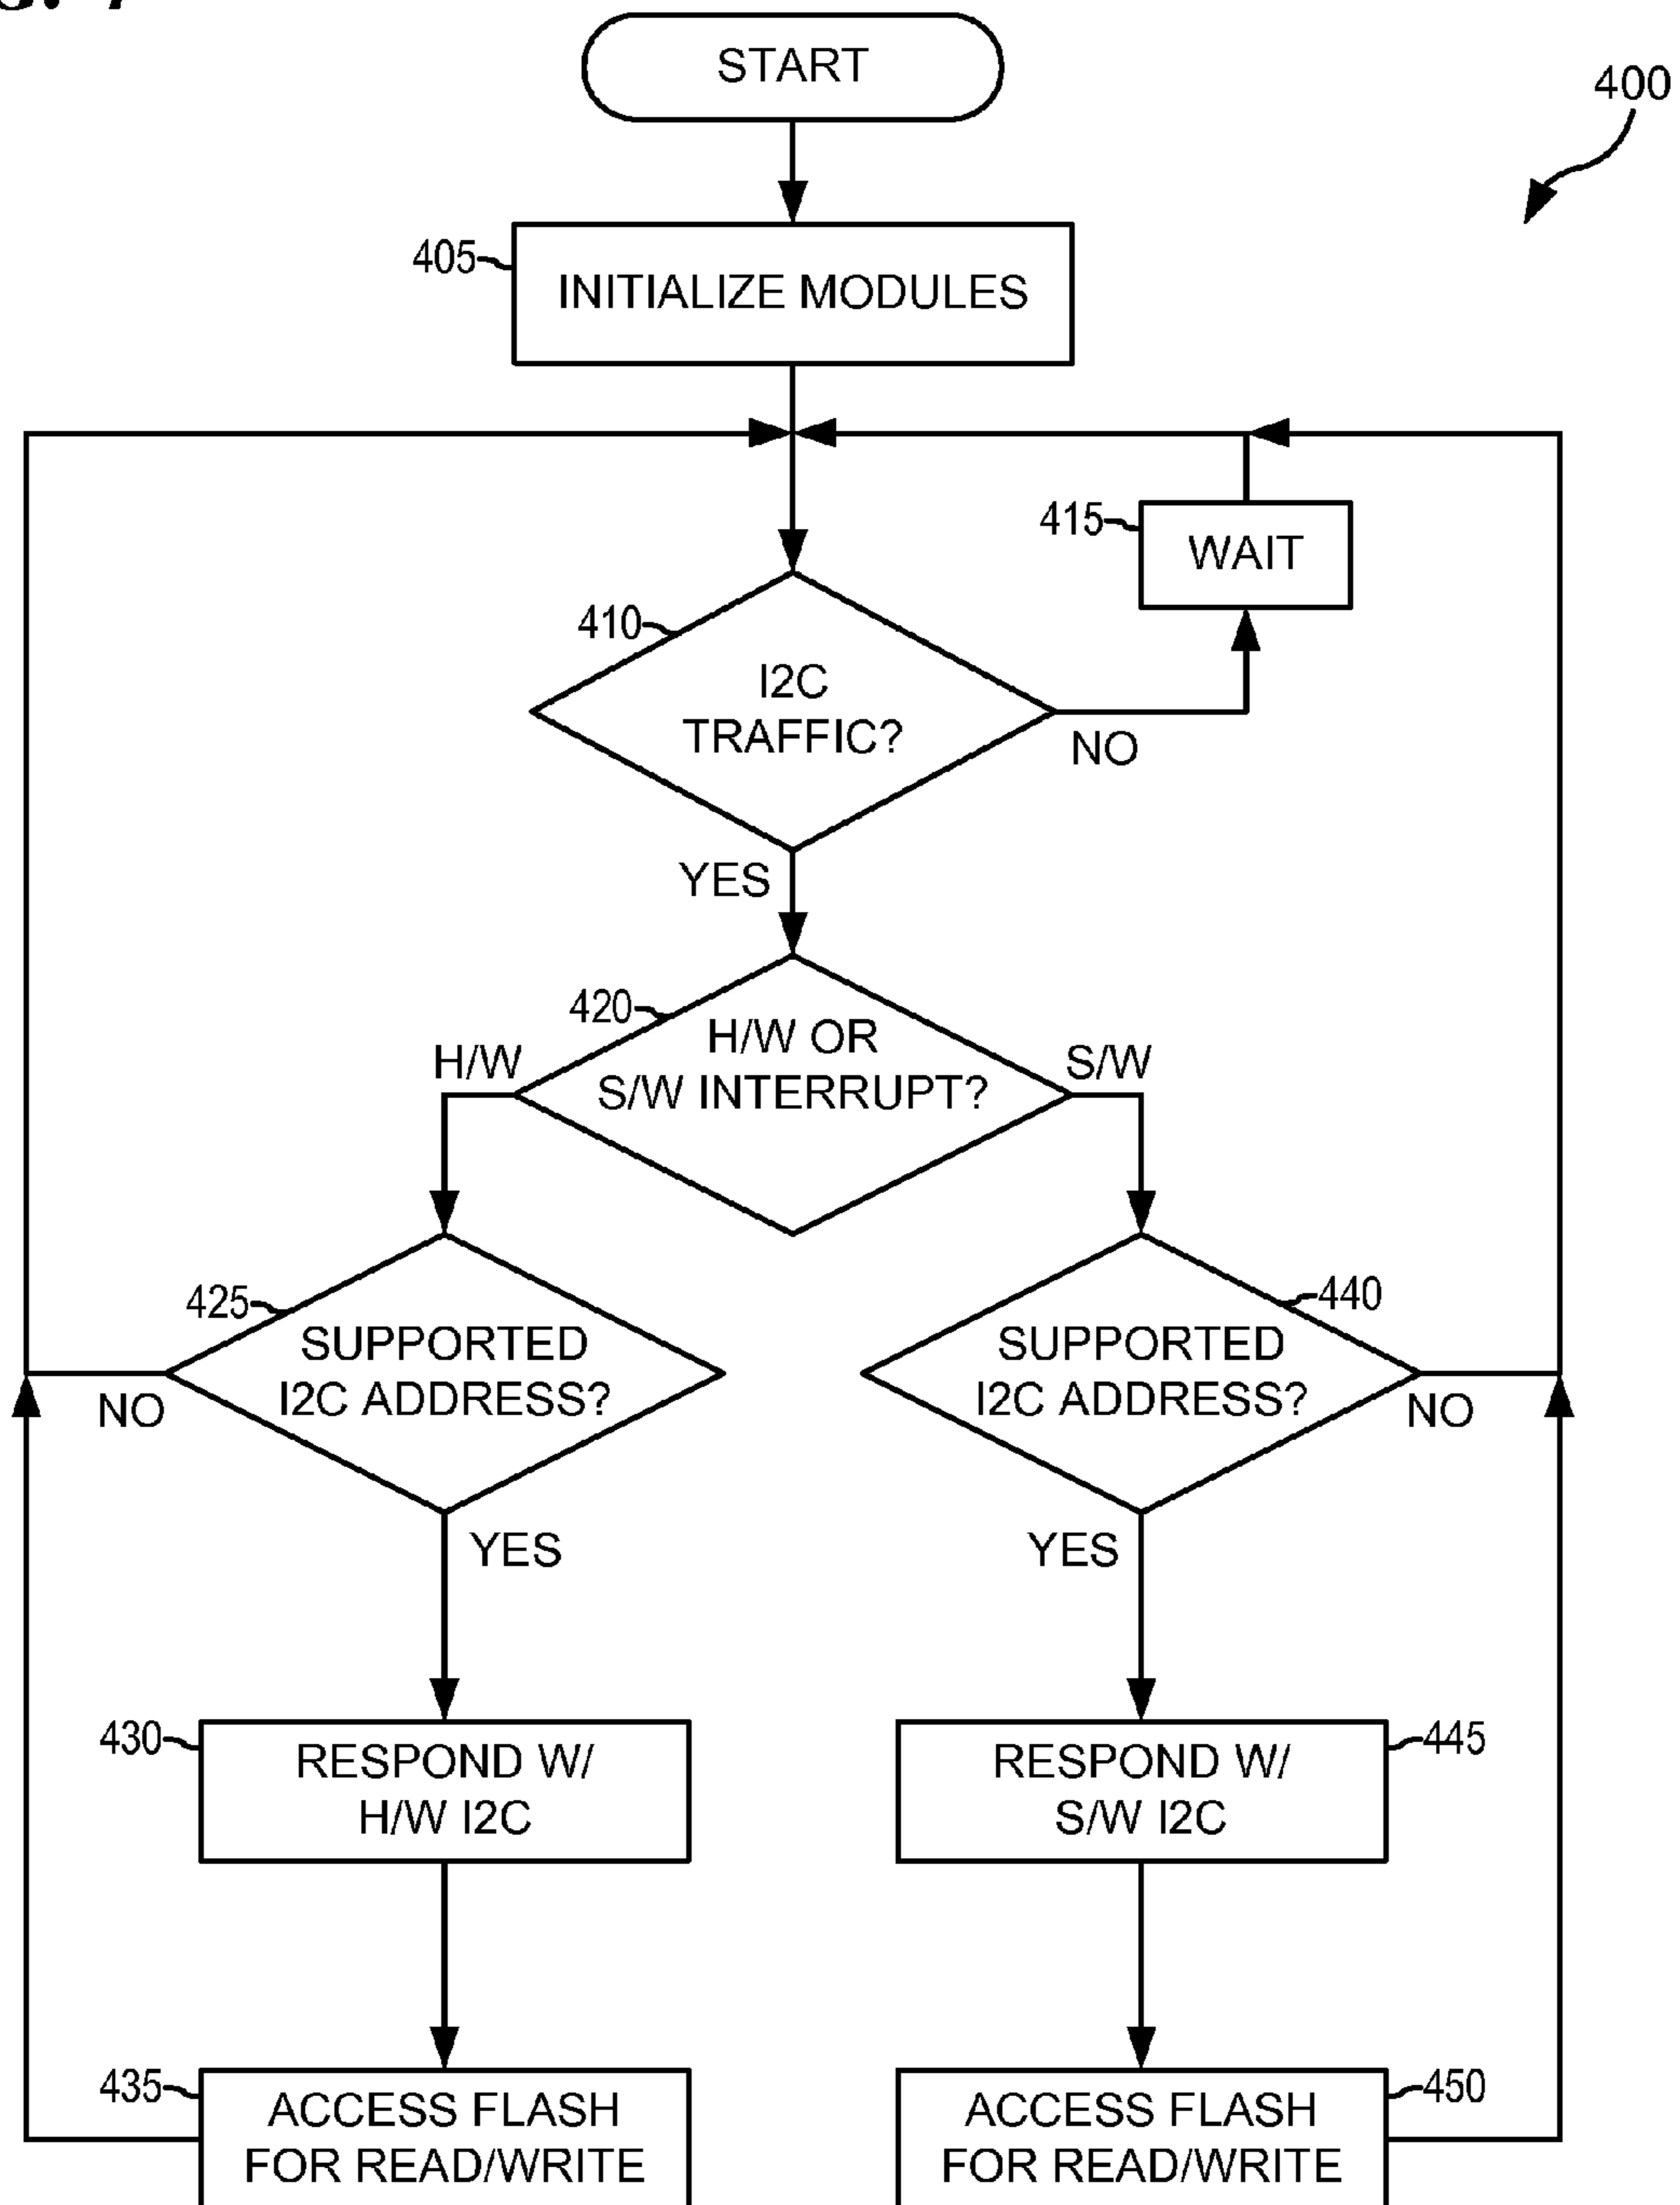 START
400
405
INITIALIZE MODULES
415
WAIT
410
I2C
TRAFFIC?
NO
YES
420
H/W OR
S/W INTERRUPT?
H/W
S/W
425
SUPPORTED
I2C ADDRESS?
NO
YES
440
SUPPORTED
I2C ADDRESS?
NO
YES
430
RESPOND W/
H/W I2C
445
RESPOND W/
S/W I2C
435
ACCESS FLASH
FOR READ/WRITE
450
ACCESS FLASH
FOR READ/WRITE